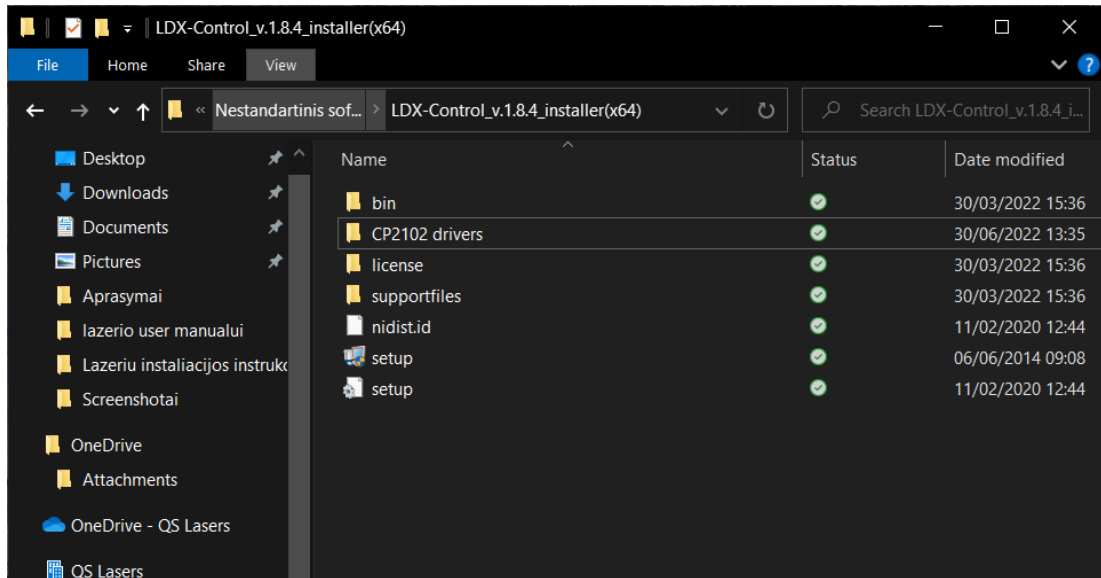 LDX-Control_v.1.8.4_installer(x64)
File Home Share View
« Nestandartinis sof... > LDX-Control_v.1.8.4_installer(x64)
Search LDX-Control_v.1.8.4_i...
Desktop
Downloads
Documents
Pictures
Aprasymai
lazerio user manualui
Lazeriu instaliacijos instrukc
Screenshotai
OneDrive
Attachments
OneDrive - QS Lasers
QS Lasers
Name Status Date modified
bin 30/03/2022 15:36
CP2102 drivers 30/06/2022 13:35
license 30/03/2022 15:36
supportfiles 30/03/2022 15:36
nidist.id 11/02/2020 12:44
setup 06/06/2014 09:08
setup 11/02/2020 12:44